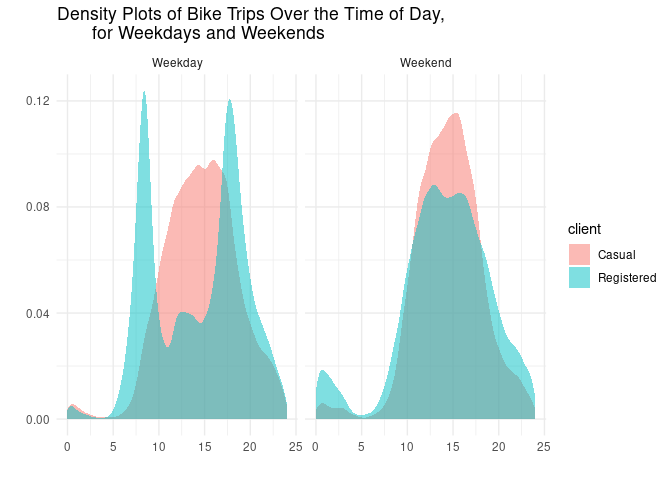 Density Plots of Bike Trips Over the Time of Day,
for Weekdays and Weekends
Weekday
Weekend
0.12
0.08
0.04
0.00
0 5 10 15 20 25
0 5 10 15 20 25
client
Casual
Registered